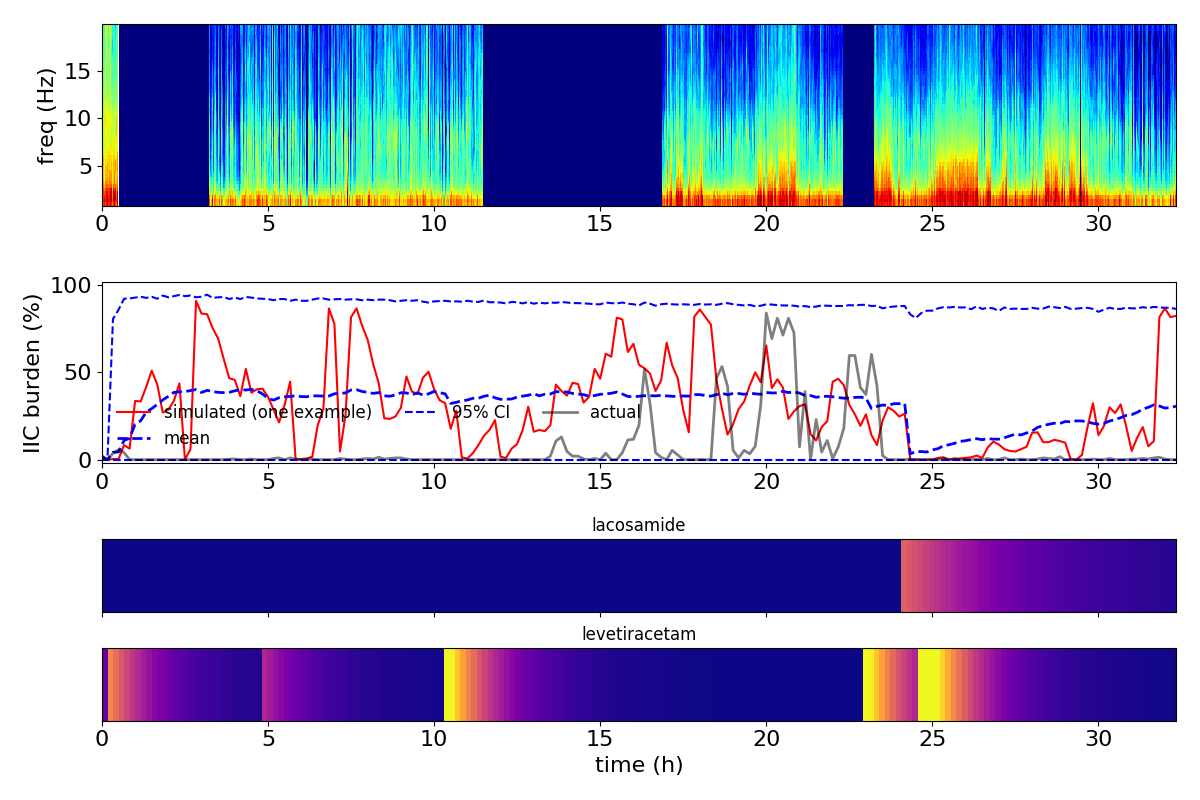 freq (Hz)
15
10
5
0 5 10 15 20 25 30
IIC burden (%)
100
50
0
simulated (one example) 95% CI actual
mean
0 5 10 15 20 25 30
lacosamide
levetiracetam
0 5 10 15 20 25 30
time (h)